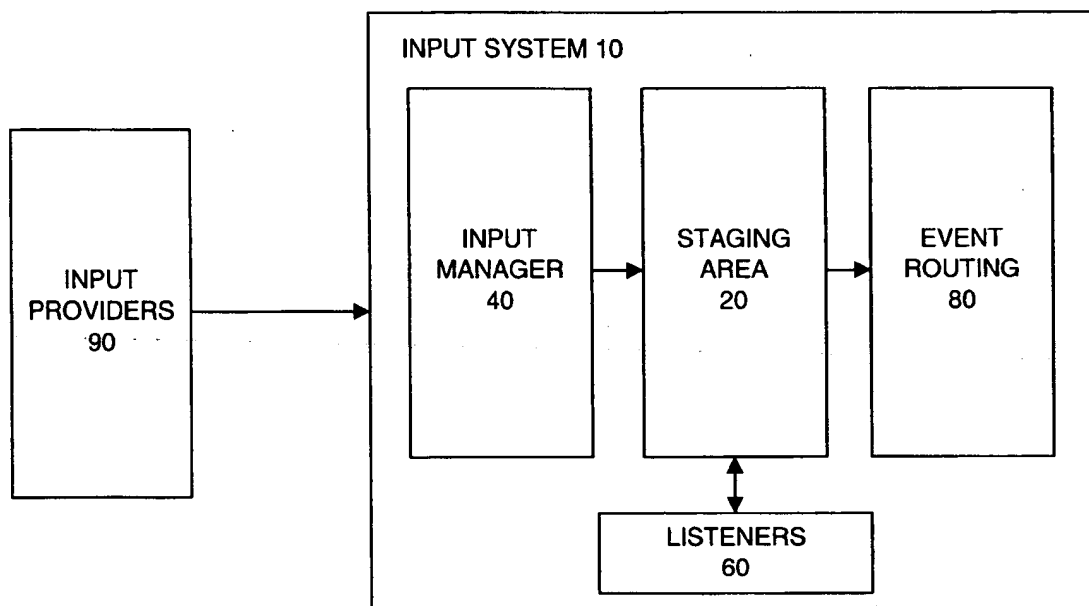 INPUT SYSTEM 10
INPUT
PROVIDERS
90
INPUT
MANAGER
40
STAGING
AREA
20
EVENT
ROUTING
80
LISTENERS
60